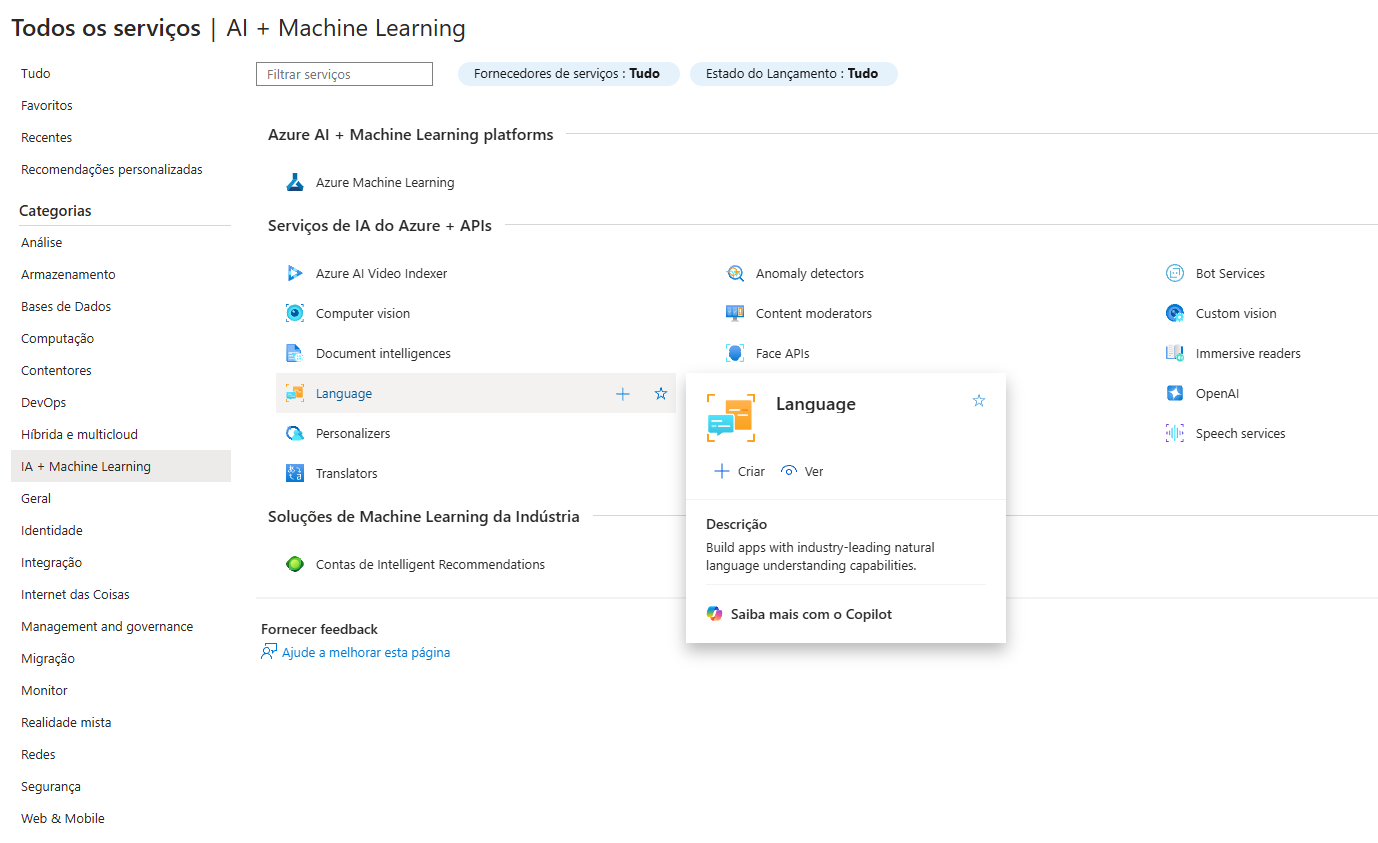 Todos os serviços | AI + Machine Learning
Tudo
Favoritos
Recentes
Recomendações personalizadas
Categorias
Análise
Armazenamento
Bases de Dados
Computação
Contentores
DevOps
Híbrida e multicloud
IA + Machine Learning
Geral
Identidade
Integração
Internet das Coisas
Management and governance
Migração
Monitor
Realidade mista
Redes
Segurança
Web & Mobile
Filtrar serviços
Fornecedores de serviços : Tudo
Estado do Lançamento : Tudo
Azure AI + Machine Learning platforms
Azure Machine Learning
Serviços de IA do Azure + APIs
Azure AI Video Indexer
Anomaly detectors
Bot Services
Computer vision
Content moderators
Custom vision
Document intelligences
Face APIs
Immersive readers
Language
OpenAI
Personalizers
Speech services
Translators
Soluções de Machine Learning da Indústria
Contas de Intelligent Recommendations
Fornecer feedback
Ajude a melhorar esta página
Language
Criar
Ver
Descrição
Build apps with industry-leading natural
language understanding capabilities.
Saiba mais com o Copilot